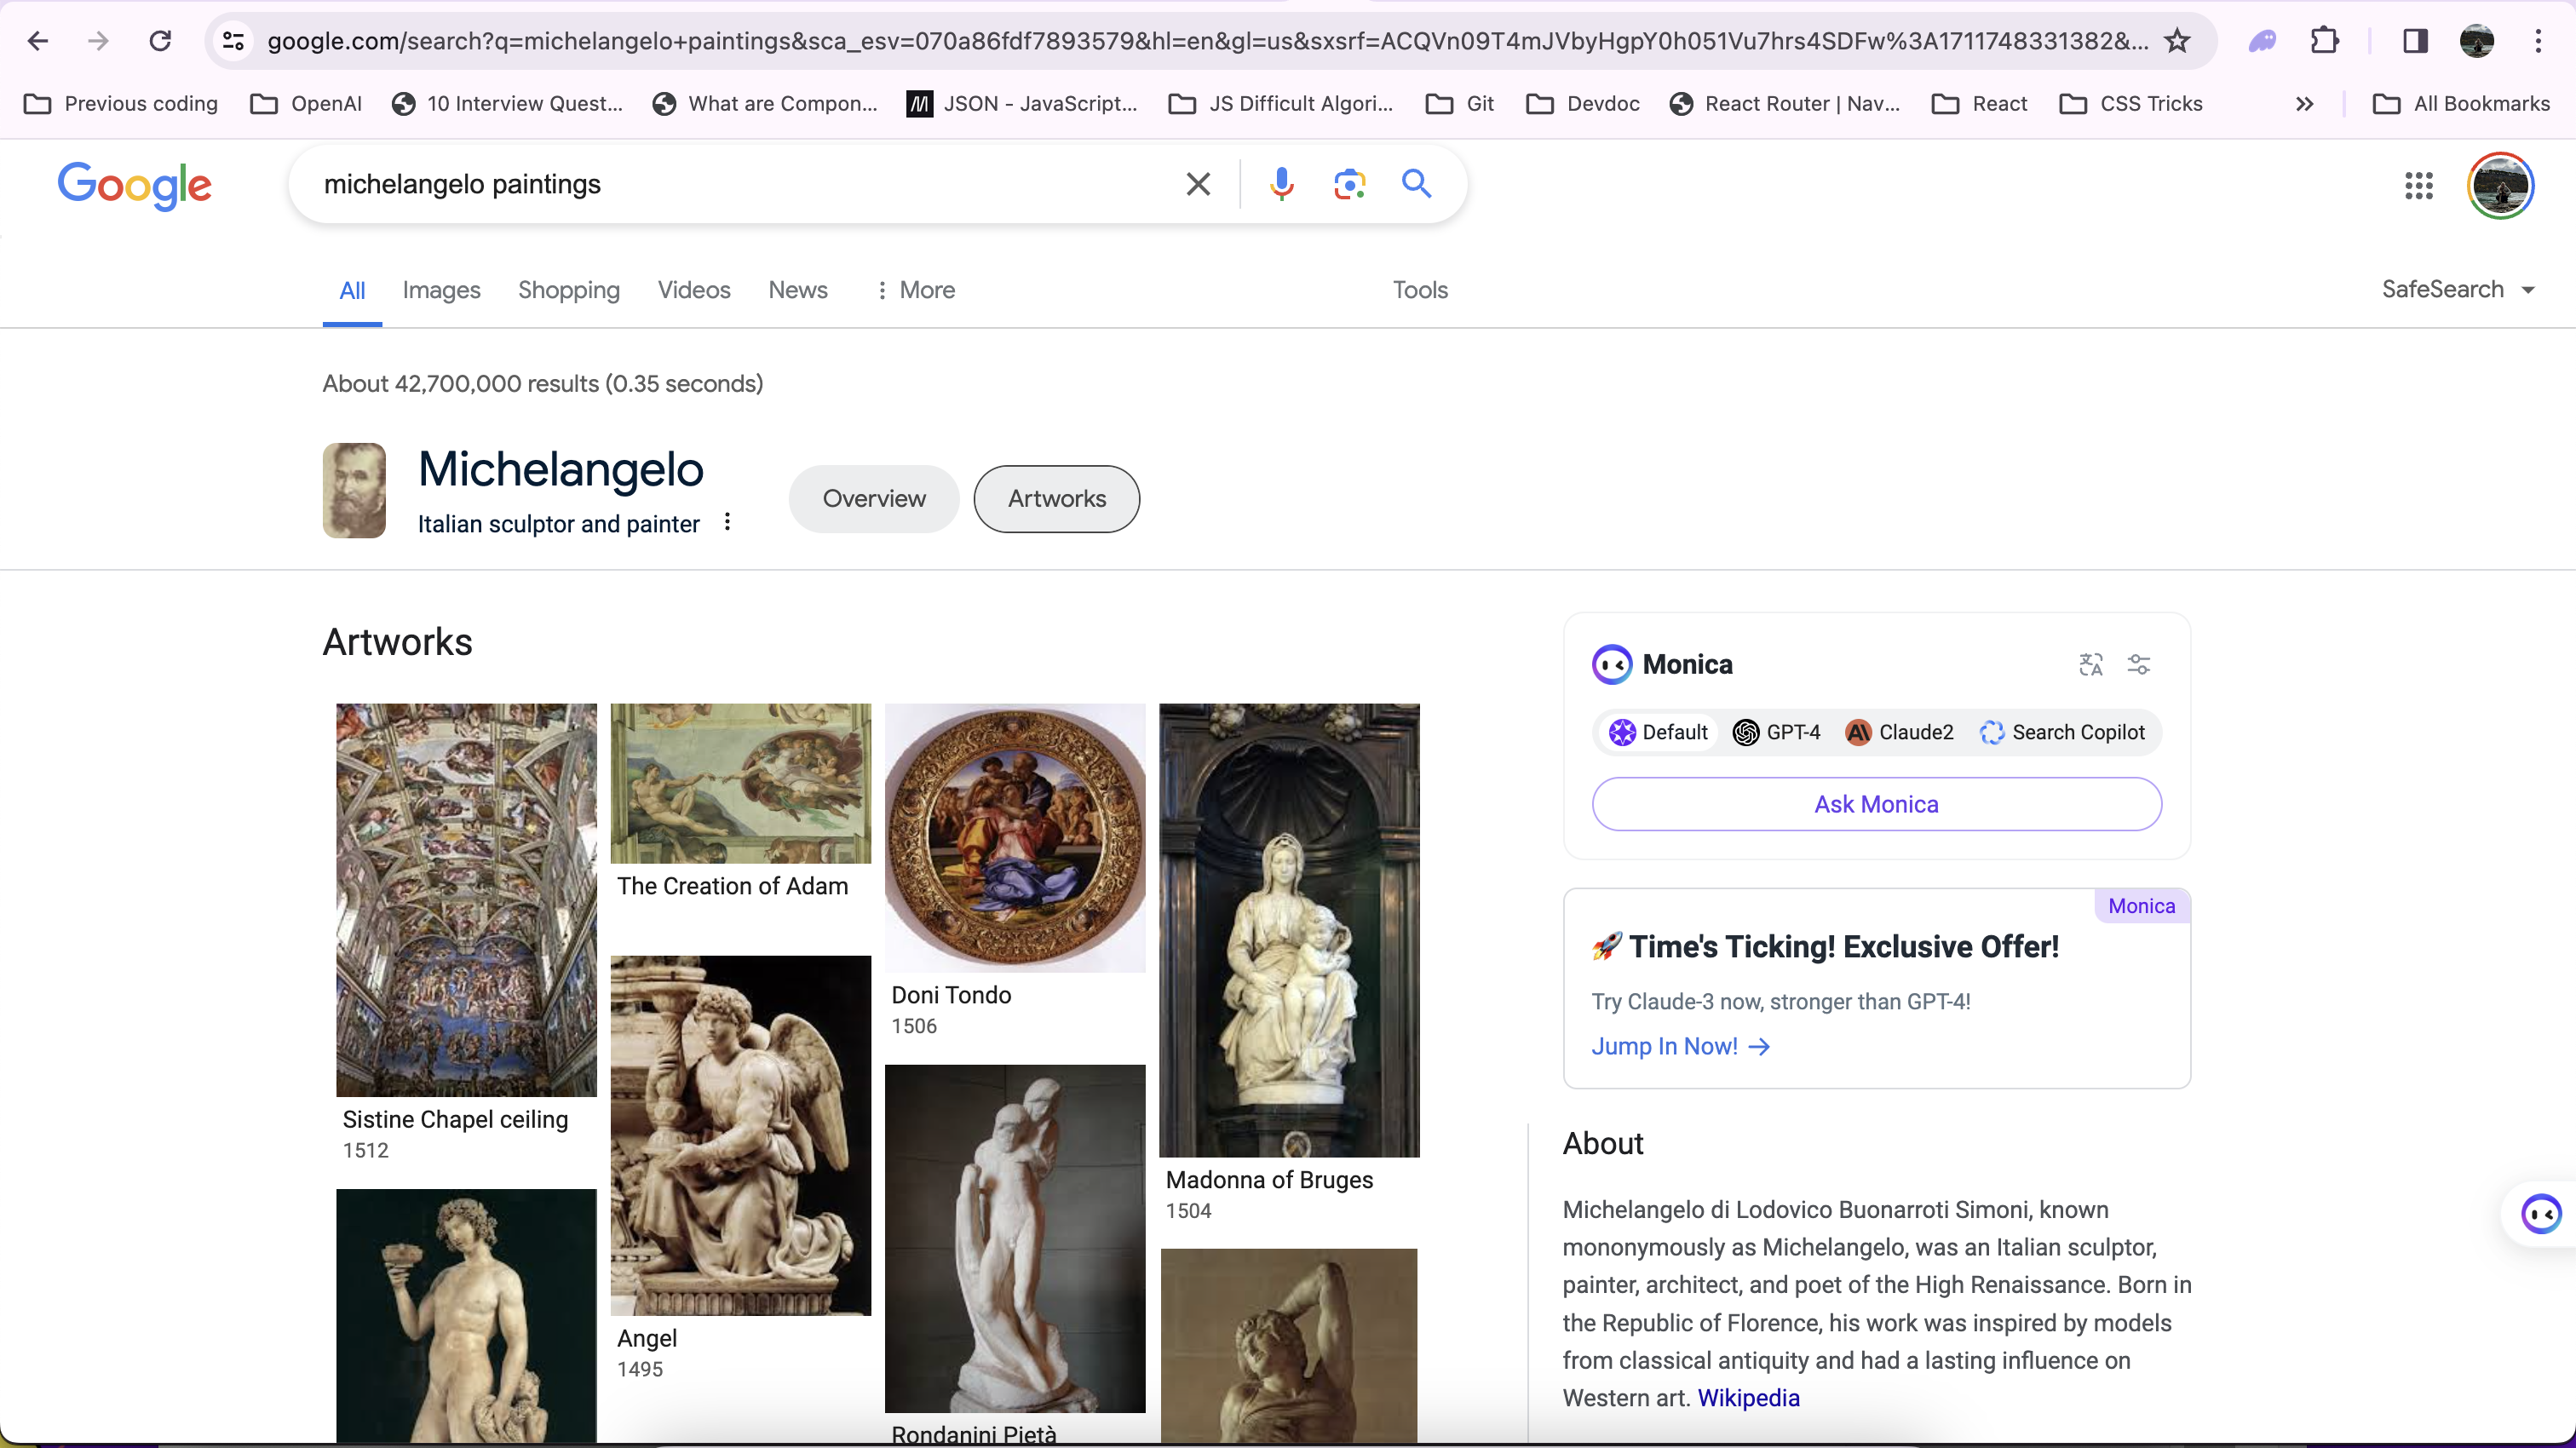 google.com/search?q=michelangelo+paintings&sca_esv=070a86fdf7893579&hl=en&gl=us&sxsrf=ACQVn09T4mJVbyHgpY0h051Vu7hrs4SDFw%3A1711748331382&...
Previous coding OpenAI 10 Interview Quest... What are Compon... JSON - JavaScript... JS Difficult Algori... Git Devdoc React Router | Nav... React CSS Tricks » All Bookmarks
Google michelangelo paintings
All Images Shopping Videos News More Tools SafeSearch
About 42,700,000 results (0.35 seconds)
Michelangelo
Italian sculptor and painter
Overview Artworks
Artworks
Sistine Chapel ceiling
1512
The Creation of Adam
Angel
1495
Doni Tondo
1506
Rondanini Pietà
Madonna of Bruges
1504
Monica
Default GPT-4 Claude2 Search Copilot
Ask Monica
Monica
🚀 Time's Ticking! Exclusive Offer!
Try Claude-3 now, stronger than GPT-4!
Jump In Now! →
About
Michelangelo di Lodovico Buonarroti Simoni, known
mononymously as Michelangelo, was an Italian sculptor,
painter, architect, and poet of the High Renaissance. Born in
the Republic of Florence, his work was inspired by models
from classical antiquity and had a lasting influence on
Western art. Wikipedia